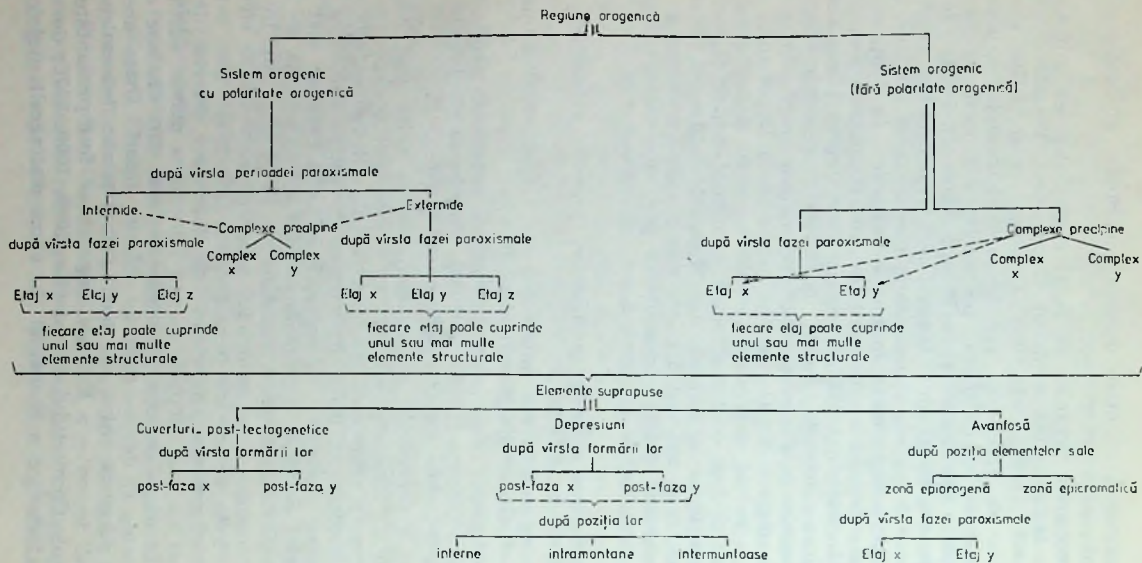 Regiune orogenică
Sistem orogenic
cu polaritate orogenică
Sistem orogenic
(fără polaritate orogenică)
după vîrsta perioadei paroxismale
Internide
Externide
Complexe prealpine
Complexe prealpine
după vîrsta fazei paroxismale
Complex
x
Complex
y
după vîrsta fazei paroxismale
după vîrsta fazei paroxismale
Complex
x
Complex
y
Etaj x
Etaj y
Etaj z
Etaj x
Etaj y
Etaj z
Etaj x
Etaj y
fiecare etaj poate cuprinde
unul sau mai multe
elemente structurale
fiecare etaj poate cuprinde
unul sau mai multe
elemente structurale
fiecare etaj poate cuprinde
unul sau mai multe
elemente structurale
Elemente suprapuse
Cuverturi post-tectogenetice
după vîrsta formării lor
post-faza x
post-faza y
Depresiuni
după vîrsta formării lor
post-faza x
post-faza y
după poziția lor
interne
intramontane
intermuntoase
Avanfosă
după poziția elementelor sale
zonă epiorogenă
zonă epicratică
după vîrsta fazei paroxismale
Etaj x
Etaj y